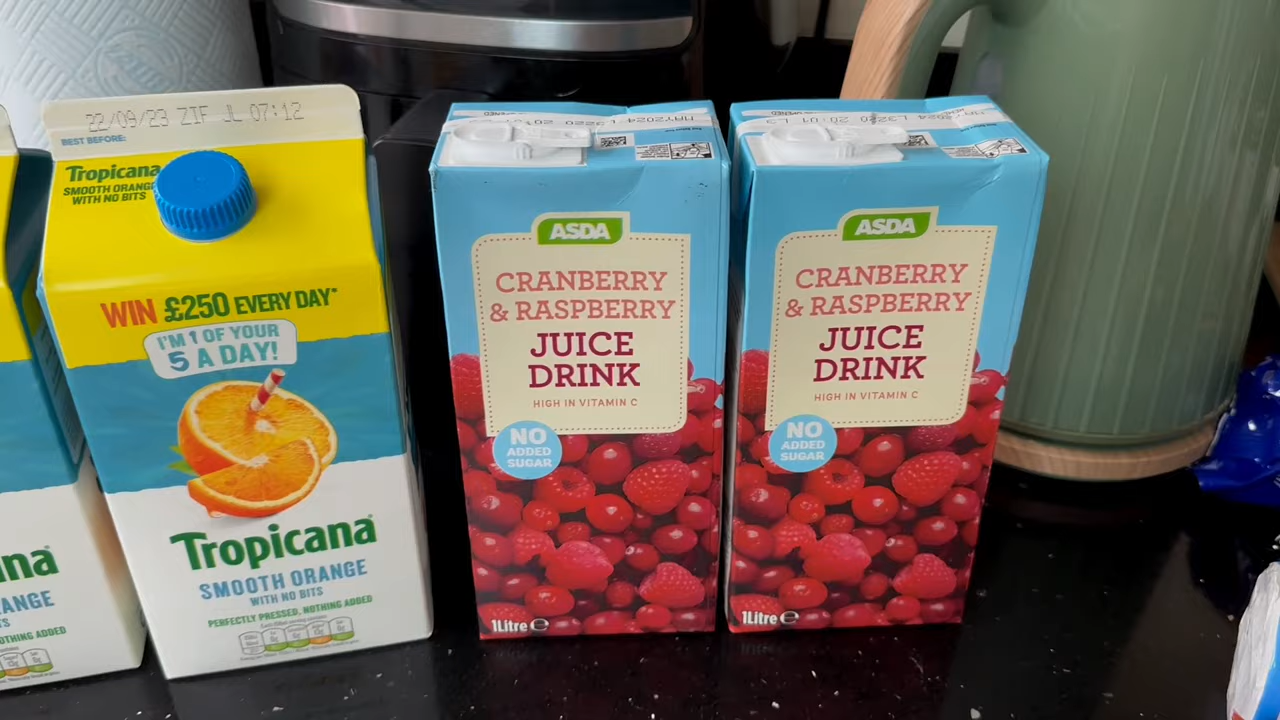 22/09/23 ZIF JL 07:12
BEST BEFORE:
Tropicana
SMOOTH ORANGE
WITH NO BITS
WIN £250 EVERY DAY*
I'M 1 OF YOUR
5 A DAY!
Tropicana
SMOOTH ORANGE
WITH NO BITS
PERFECTLY PRESSED, NOTHING ADDED
na
ANGE
TS
OTHING ADDED
MAY2024
ASDA
CRANBERRY
& RASPBERRY
JUICE
DRINK
HIGH IN VITAMIN C
NO
ADDED
SUGAR
1Litre e
ASDA
CRANBERRY
& RASPBERRY
JUICE
DRINK
HIGH IN VITAMIN C
NO
ADDED
SUGAR
1Litre e